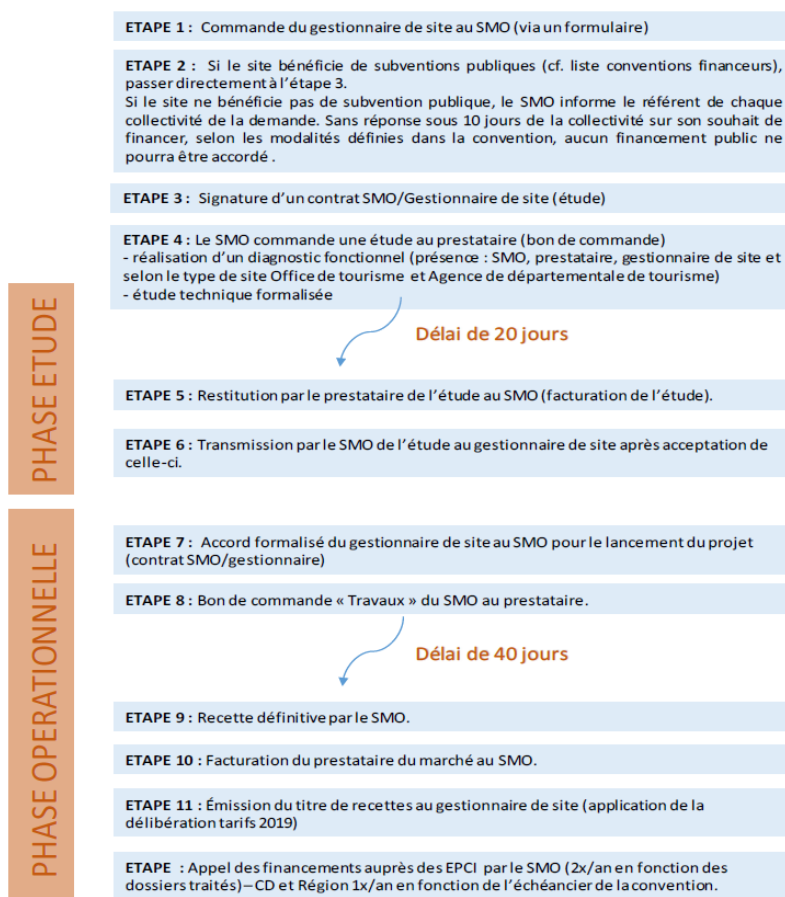 ETAPE 1 : Commande du gestionnaire de site au SMO (via un formulaire)
ETAPE 2 : Si le site bénéficie de subventions publiques (cf. liste conventions financeurs),
passer directement à l'étape 3.
Si le site ne bénéficie pas de subvention publique, le SMO informe le référent de chaque
collectivité de la demande. Sans réponse sous 10 jours de la collectivité sur son souhait de
financer, selon les modalités définies dans la convention, aucun financement public ne
pourra être accordé .
ETAPE 3 : Signature d'un contrat SMO/Gestionnaire de site (étude)
ETAPE 4 : Le SMO commande une étude au prestataire (bon de commande)
- réalisation d'un diagnostic fonctionnel (présence : SMO, prestataire, gestionnaire de site et
selon le type de site Office de tourisme et Agence de départementale de tourisme)
- étude technique formalisée
PHASE ETUDE
Délai de 20 jours
ETAPE 5 : Restitution par le prestataire de l'étude au SMO (facturation de l'étude).
ETAPE 6 : Transmission par le SMO de l'étude au gestionnaire de site après acceptation de
celle-ci.
PHASE OPERATIONNELLE
ETAPE 7 : Accord formalisé du gestionnaire de site au SMO pour le lancement du projet
(contrat SMO/gestionnaire)
ETAPE 8 : Bon de commande « Travaux » du SMO au prestataire.
Délai de 40 jours
ETAPE 9 : Recette définitive par le SMO.
ETAPE 10 : Facturation du prestataire du marché au SMO.
ETAPE 11 : Émission du titre de recettes au gestionnaire de site (application de la
délibération tarifs 2019)
ETAPE : Appel des financements auprès des EPCI par le SMO (2x/an en fonction des
dossiers traités) – CD et Région 1x/an en fonction de l'échéancier de la convention.